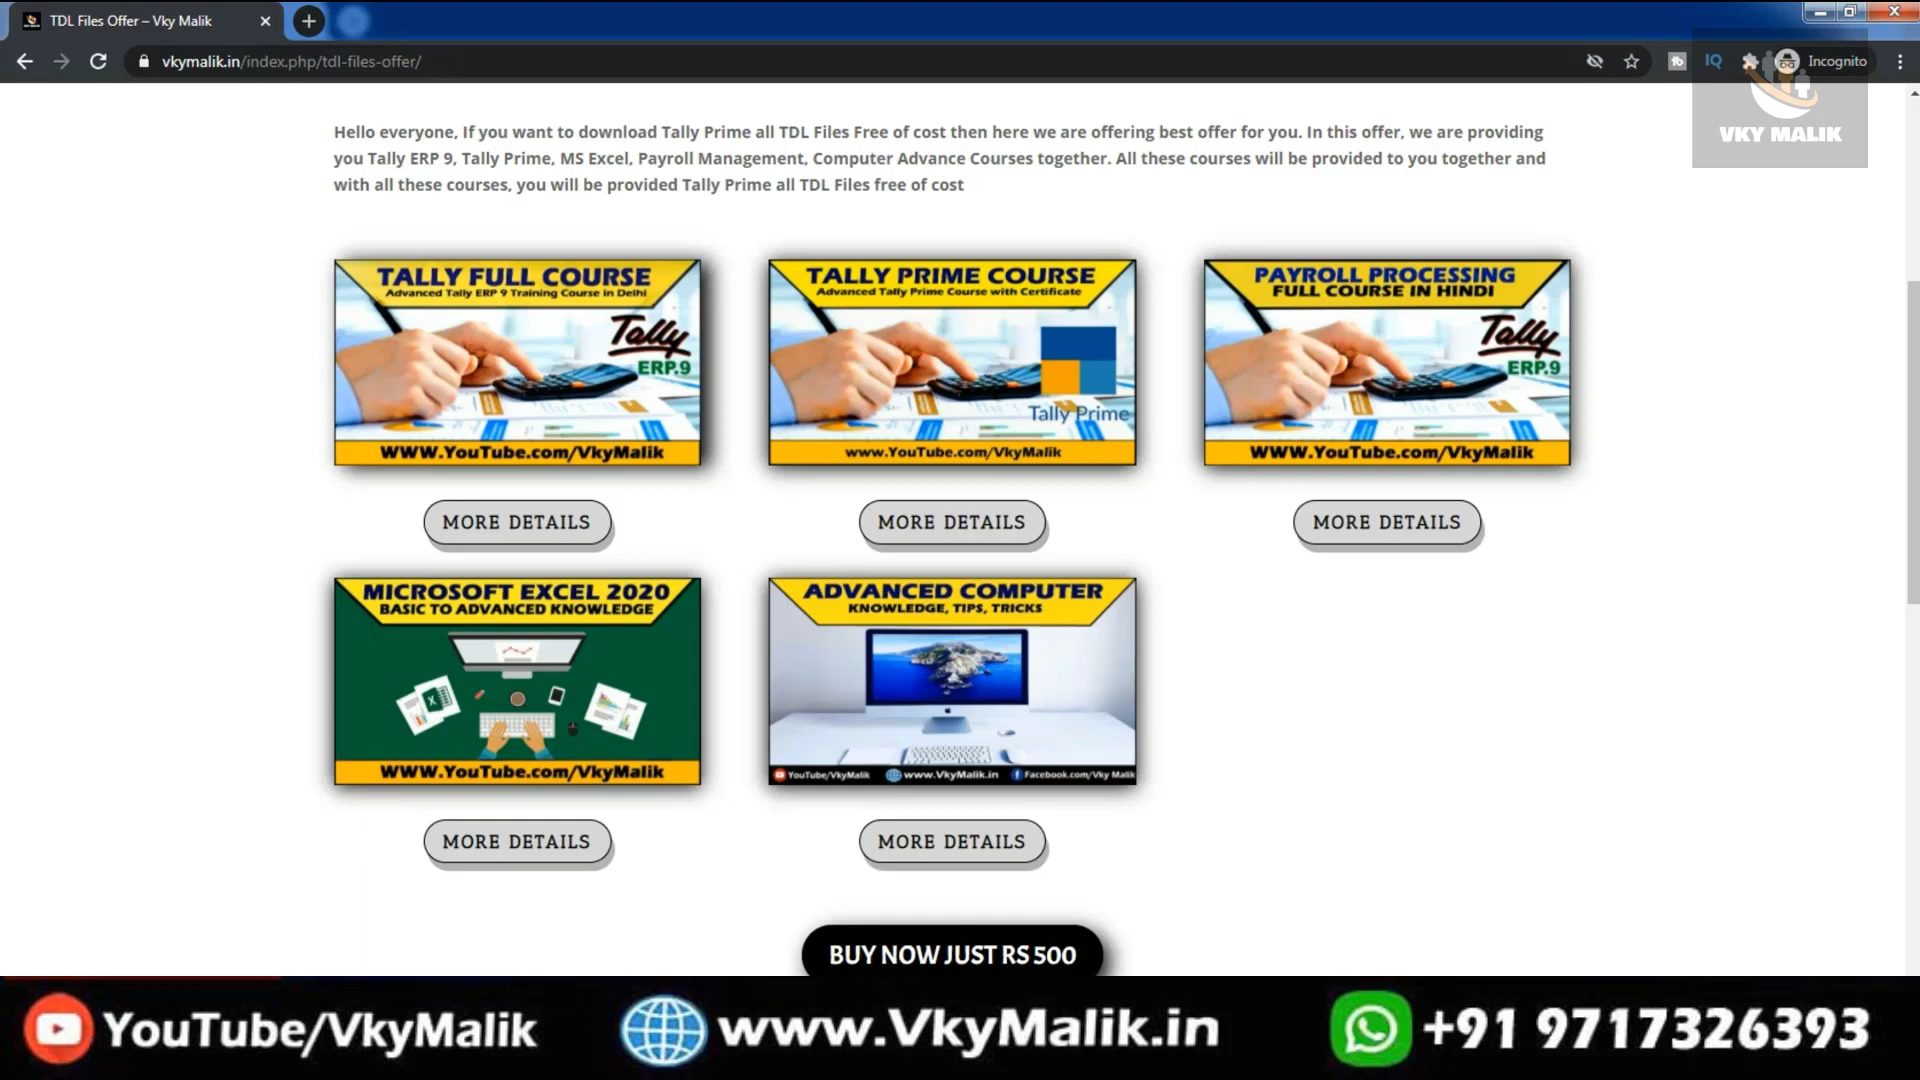 TDL Files Offer – Vky Malik
vkymalik.in/index.php/tdl-files-offer/
IQ
Incognito
VKY MALIK
Hello everyone, If you want to download Tally Prime all TDL Files Free of cost then here we are offering best offer for you. In this offer, we are providing
you Tally ERP 9, Tally Prime, MS Excel, Payroll Management, Computer Advance Courses together. All these courses will be provided to you together and
with all these courses, you will be provided Tally Prime all TDL Files free of cost
TALLY FULL COURSE
Advanced Tally ERP 9 Training Course in Delhi
Tally
ERP.9
WWW.YouTube.com/VkyMalik
TALLY PRIME COURSE
Advanced Tally Prime Course with Certificate
Tally Prime
www.YouTube.com/VkyMalik
PAYROLL PROCESSING
FULL COURSE IN HINDI
Tally
ERP.9
WWW.YouTube.com/VkyMalik
MORE DETAILS
MORE DETAILS
MORE DETAILS
MICROSOFT EXCEL 2020
BASIC TO ADVANCED KNOWLEDGE
WWW.YouTube.com/VkyMalik
ADVANCED COMPUTER
KNOWLEDGE, TIPS, TRICKS
YouTube/VkyMalik www.VkyMalik.in Facebook.com/Vky Malik
MORE DETAILS
MORE DETAILS
BUY NOW JUST RS 500
YouTube/VkyMalik www.VkyMalik.in +91 9717326393